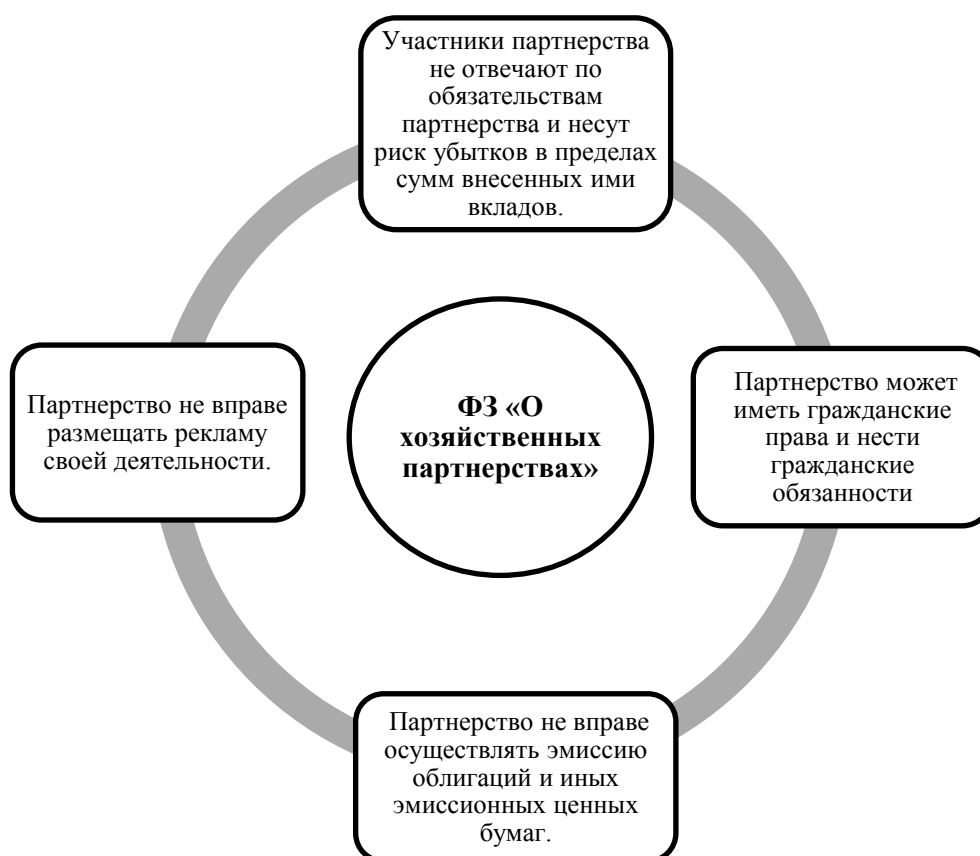 Участники партнерства
не отвечают по
обязательствам
партнерства и несут
риск убытков в пределах
сумм внесенных ими
вкладов.
Партнерство не вправе
размещать рекламу
своей деятельности.
ФЗ «О
хозяйственных
партнерствах»
Партнерство может
иметь гражданские
права и нести
гражданские
обязанности
Партнерство не вправе
осуществлять эмиссию
облигаций и иных
эмиссионных ценных
бумаг.